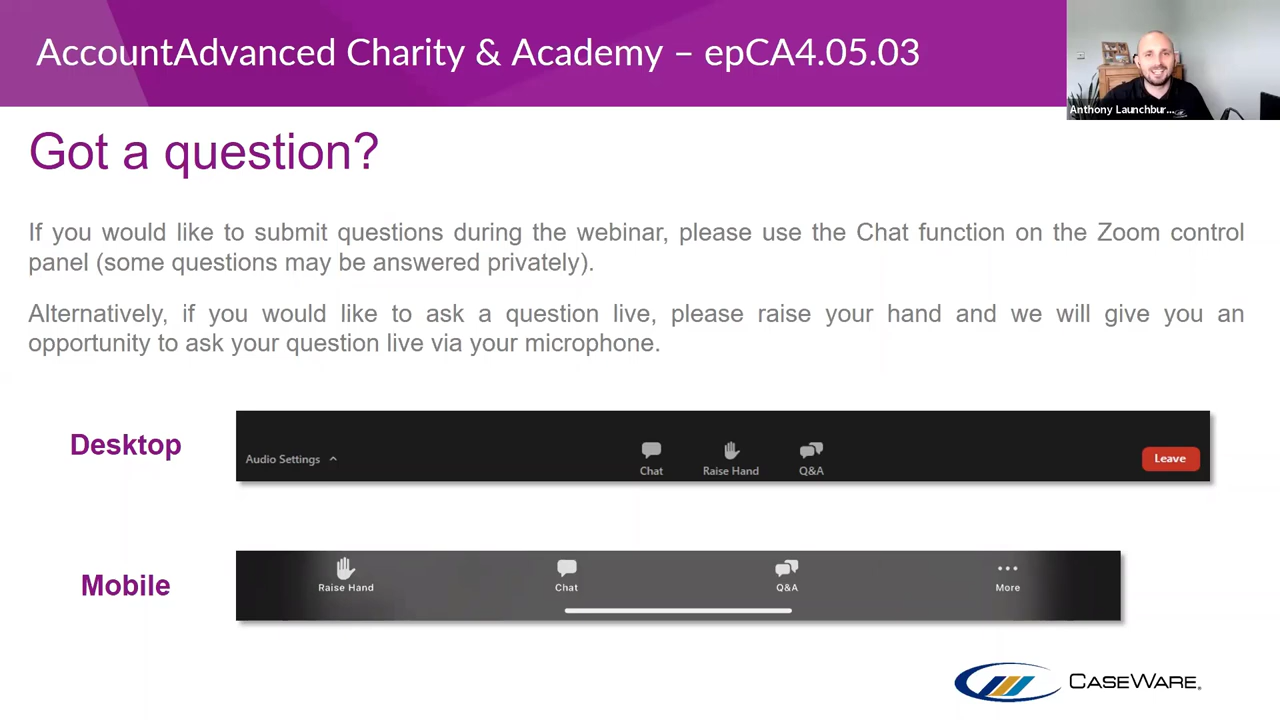 AccountAdvanced Charity & Academy – epCA4.05.03
Anthony Launchbur...
Got a question?
If you would like to submit questions during the webinar, please use the Chat function on the Zoom control
panel (some questions may be answered privately).
Alternatively, if you would like to ask a question live, please raise your hand and we will give you an
opportunity to ask your question live via your microphone.
Desktop
Audio Settings
Chat
Raise Hand
Q&A
Leave
Mobile
Raise Hand
Chat
Q&A
More
CASEWARE®